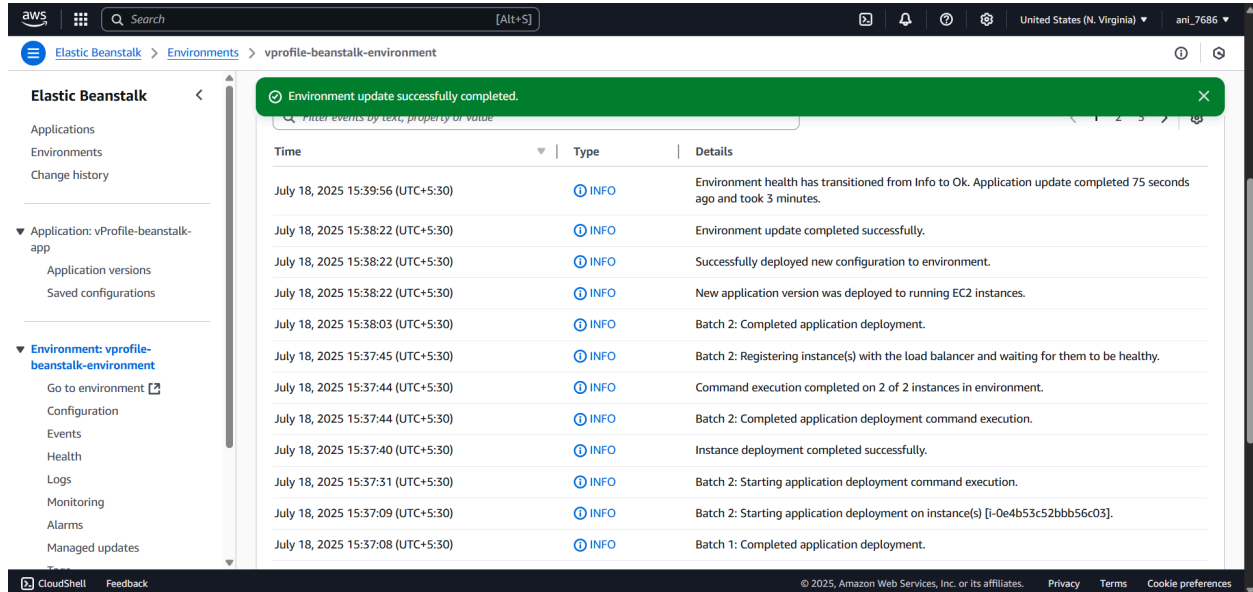 aws
Search
[Alt+S]
United States (N. Virginia)
ani_7686
Elastic Beanstalk > Environments > vprofile-beanstalk-environment
Elastic Beanstalk
Applications
Environments
Change history
Application: vProfile-beanstalk-
app
Application versions
Saved configurations
Environment: vprofile-
beanstalk-environment
Go to environment
Configuration
Events
Health
Logs
Monitoring
Alarms
Managed updates
Tags
Environment update successfully completed.
Filter events by text, property or value
1 2 3
Time Type Details
July 18, 2025 15:39:56 (UTC+5:30) INFO Environment health has transitioned from Info to Ok. Application update completed 75 seconds
ago and took 3 minutes.
July 18, 2025 15:38:22 (UTC+5:30) INFO Environment update completed successfully.
July 18, 2025 15:38:22 (UTC+5:30) INFO Successfully deployed new configuration to environment.
July 18, 2025 15:38:22 (UTC+5:30) INFO New application version was deployed to running EC2 instances.
July 18, 2025 15:38:03 (UTC+5:30) INFO Batch 2: Completed application deployment.
July 18, 2025 15:37:45 (UTC+5:30) INFO Batch 2: Registering instance(s) with the load balancer and waiting for them to be healthy.
July 18, 2025 15:37:44 (UTC+5:30) INFO Command execution completed on 2 of 2 instances in environment.
July 18, 2025 15:37:44 (UTC+5:30) INFO Batch 2: Completed application deployment command execution.
July 18, 2025 15:37:40 (UTC+5:30) INFO Instance deployment completed successfully.
July 18, 2025 15:37:31 (UTC+5:30) INFO Batch 2: Starting application deployment command execution.
July 18, 2025 15:37:09 (UTC+5:30) INFO Batch 2: Starting application deployment on instance(s) [i-0e4b53c52bbb56c03].
July 18, 2025 15:37:08 (UTC+5:30) INFO Batch 1: Completed application deployment.
CloudShell Feedback © 2025, Amazon Web Services, Inc. or its affiliates. Privacy Terms Cookie preferences